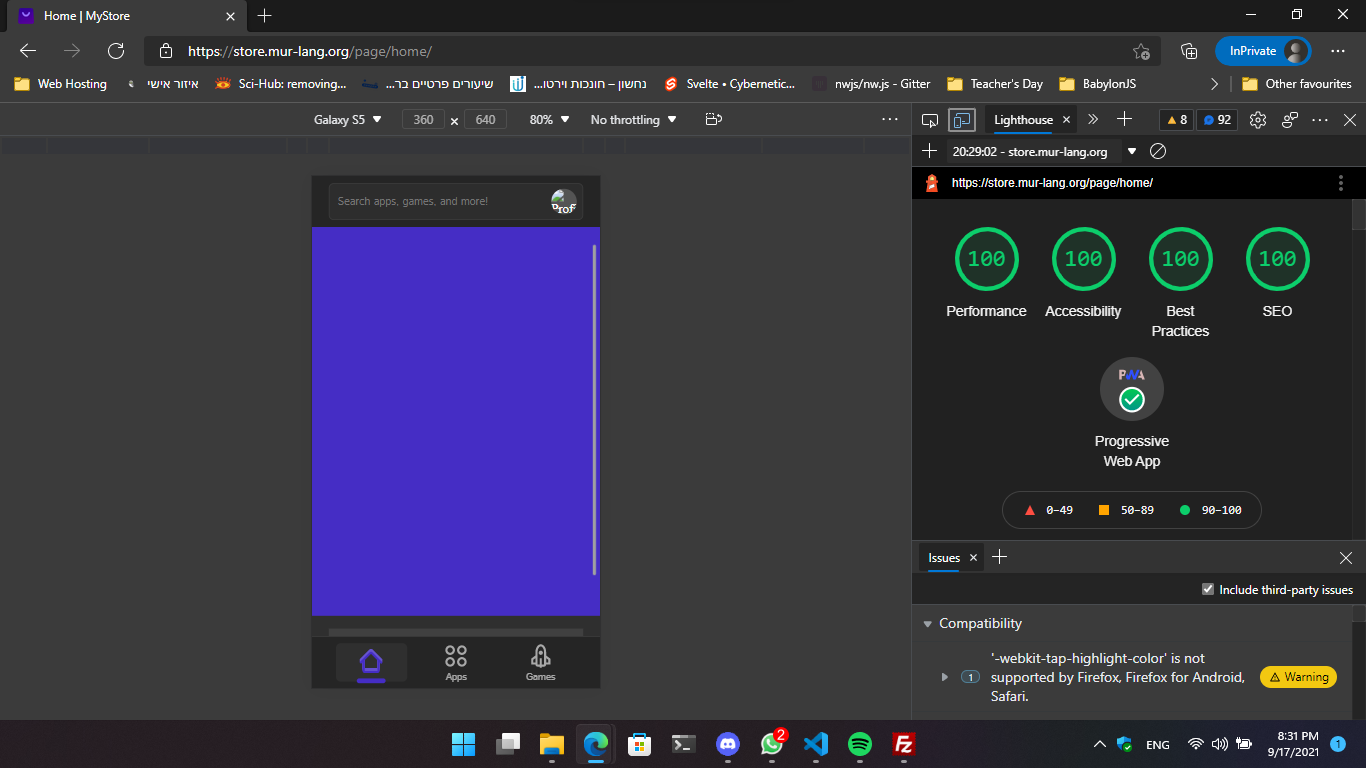 Home | MyStore
https://store.mur-lang.org/page/home/
InPrivate
Web Hosting
איזור אישי
Sci-Hub: removing...
שיעורים פרטיים בר...
נחשון – חונכות וירטו...
Svelte • Cybernetic...
nwjs/nw.js - Gitter
Teacher's Day
BabylonJS
Other favourites
Galaxy S5
360 x 640
80%
No throttling
Lighthouse
8
92
20:29:02 - store.mur-lang.org
https://store.mur-lang.org/page/home/
Search apps, games, and more!
Prof
100 100 100 100
Performance Accessibility Best Practices SEO
PWA
Progressive
Web App
0–49 50–89 90–100
Issues
Include third-party issues
Compatibility
1
'-webkit-tap-highlight-color' is not
supported by Firefox, Firefox for Android,
Safari.
Warning
Apps
Games
2
ENG
8:31 PM
9/17/2021
1